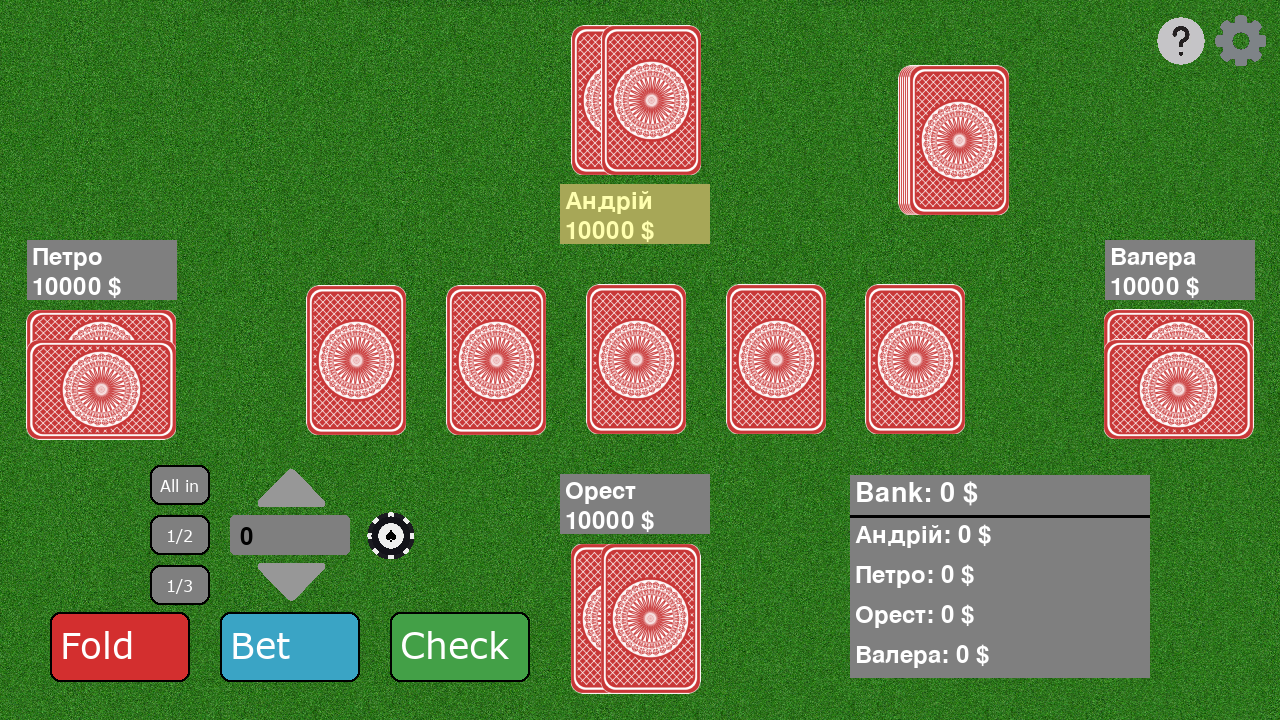 ?
Андрій
10000 $
Петро
10000 $
Валера
10000 $
All in
1/2
0
1/3
Fold
Bet
Check
Орест
10000 $
Bank: 0 $
Андрій: 0 $
Петро: 0 $
Орест: 0 $
Валера: 0 $